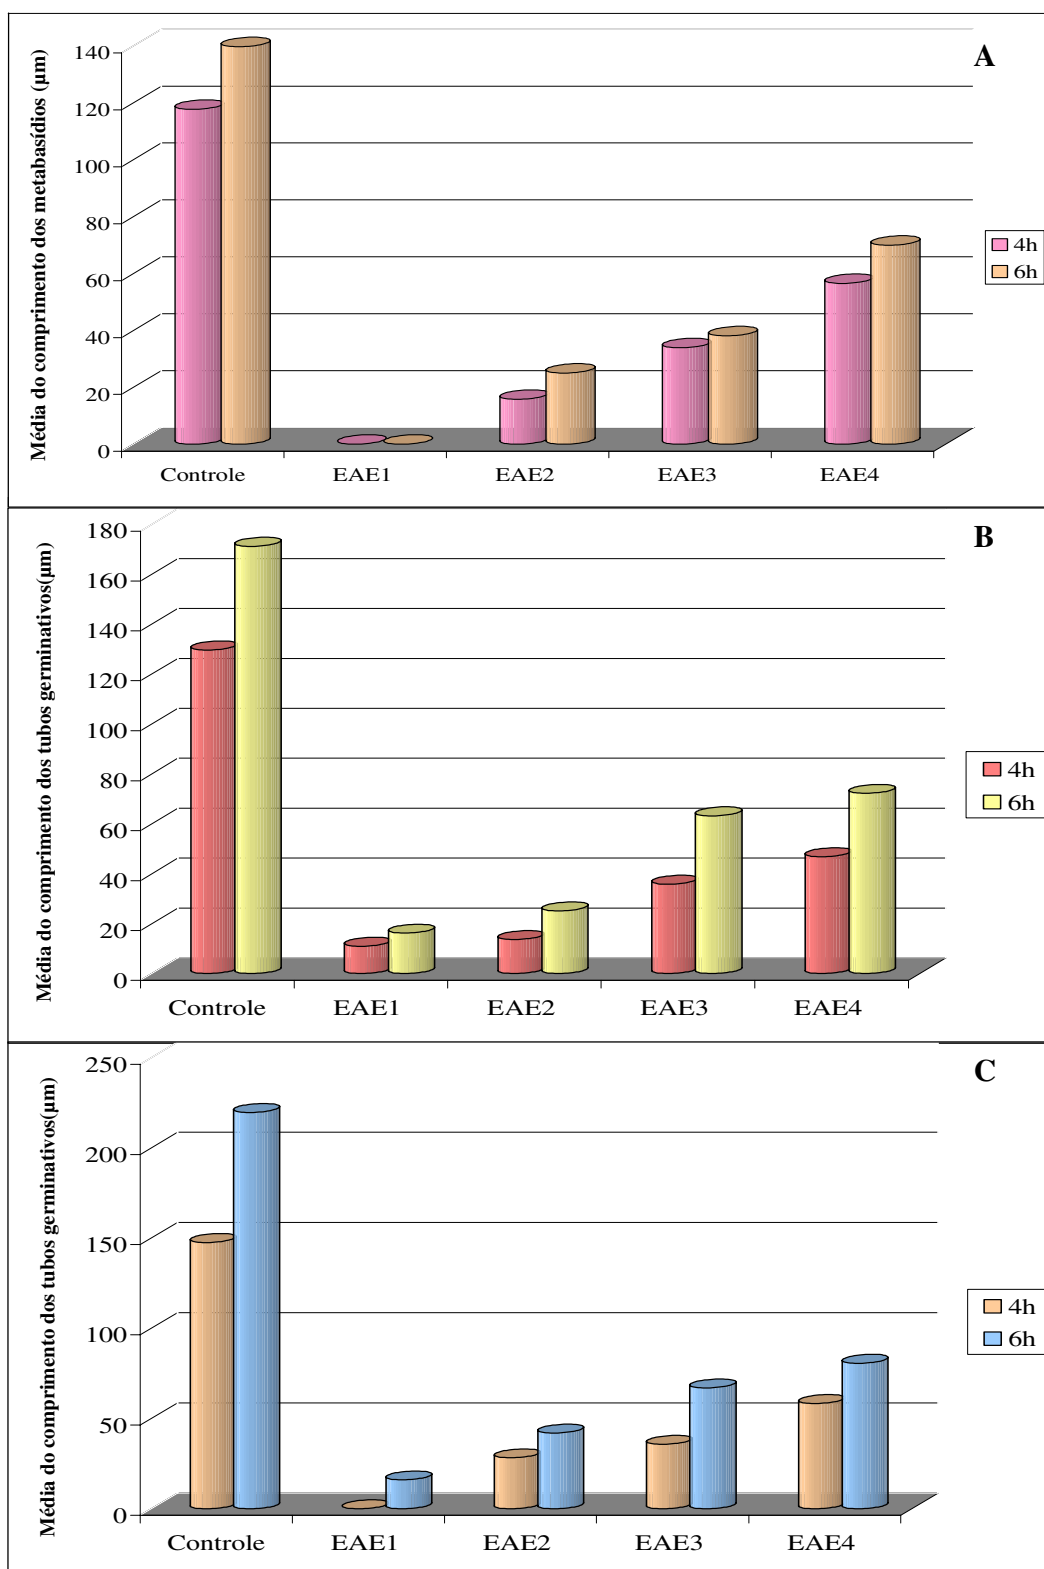 A
Média do comprimento dos metabasídios (µm)
140
120
100
80
60
40
20
0
Controle EAE1 EAE2 EAE3 EAE4
4h
6h
B
Média do comprimento dos tubos germinativos(µm)
180
160
140
120
100
80
60
40
20
0
Controle EAE1 EAE2 EAE3 EAE4
4h
6h
C
Média do comprimento dos tubos germinativos(µm)
250
200
150
100
50
0
Controle EAE1 EAE2 EAE3 EAE4
4h
6h